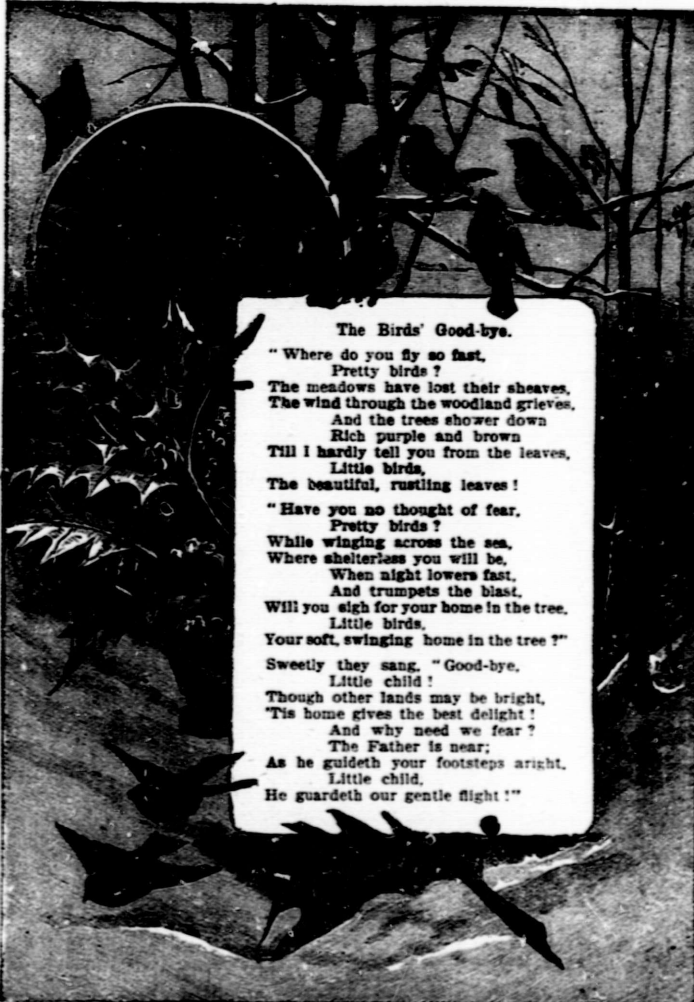 The Birds' Good-bye.
"Where do you fly so fast,
Pretty birds?
The meadows have lost their sheaves,
The wind through the woodland grieves,
And the trees shower down
Rich purple and brown
Till I hardly tell you from the leaves,
Little birds,
The beautiful, rustling leaves!
"Have you no thought of fear,
Pretty birds?
While winging across the sea,
Where shelterless you will be,
When night lowers fast,
And trumpets the blast,
Will you sigh for your home in the tree,
Little birds,
Your soft, swinging home in the tree?"
Sweetly they sang, "Good-bye,
Little child!
Though other lands may be bright,
'Tis home gives the best delight!
And why need we fear?
The Father is near;
As he guideth your footsteps aright,
Little child,
He guardeth our gentle flight!"